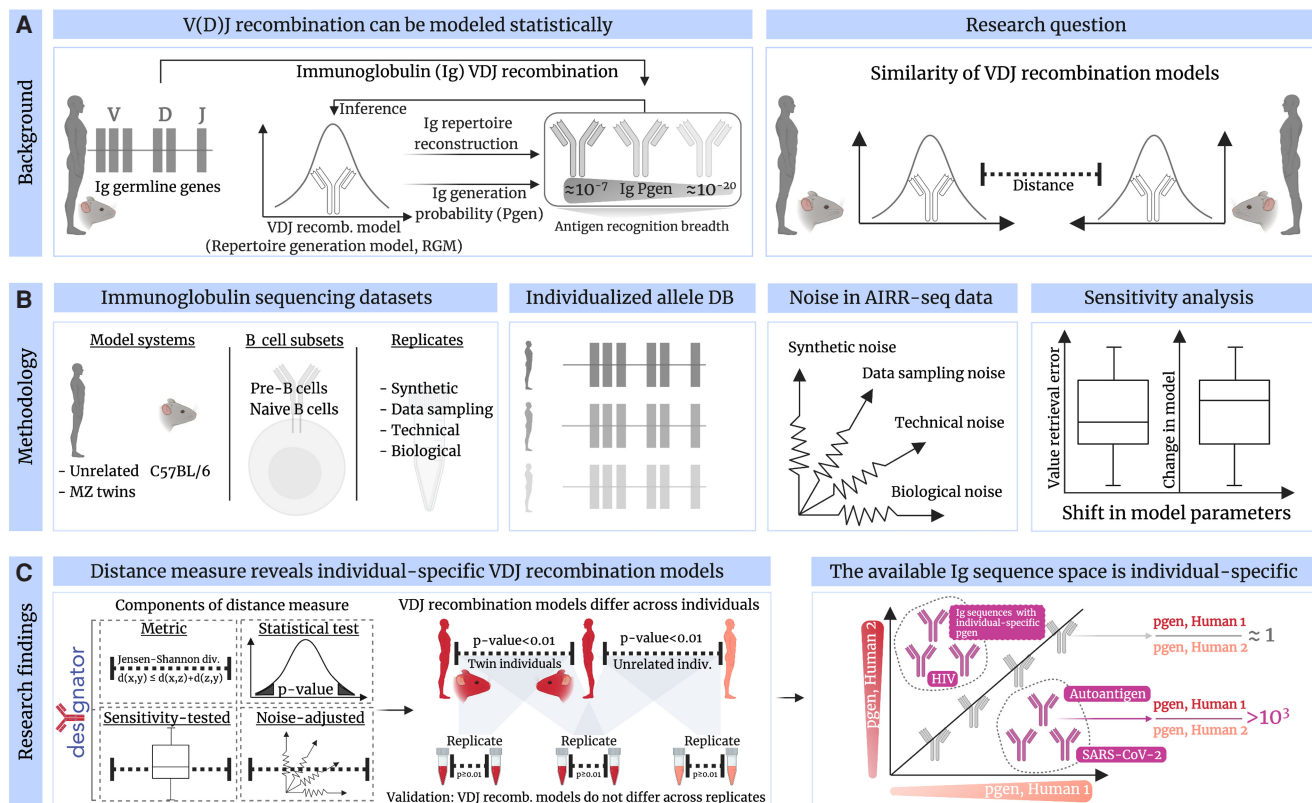 A
Background
V(D)J recombination can be modeled statistically
Immunoglobulin (Ig) VDJ recombination
V D J
Ig germline genes
Inference
VDJ recomb. model
(Repertoire generation model, RGM)
Ig repertoire
reconstruction
Ig generation
probability (Pgen)
≈10⁻⁷ Ig Pgen ≈10⁻²⁰
Antigen recognition breadth
Research question
Similarity of VDJ recombination models
Distance
B
Methodology
Immunoglobulin sequencing datasets
Model systems
- Unrelated C57BL/6
- MZ twins
B cell subsets
Pre-B cells
Naive B cells
Replicates
- Synthetic
- Data sampling
- Technical
- Biological
Individualized allele DB
Noise in AIRR-seq data
Synthetic noise
Data sampling noise
Technical noise
Biological noise
Sensitivity analysis
Value retrieval error
Change in model
Shift in model parameters
C
Research findings
Distance measure reveals individual-specific VDJ recombination models
desYgnator
Components of distance measure
Metric
Jensen-Shannon div.
d(x,y) ≤ d(x,z)+d(z,y)
Statistical test
p-value
Sensitivity-tested
Noise-adjusted
VDJ recombination models differ across individuals
p-value<0.01
Twin individuals
p-value<0.01
Unrelated indiv.
Replicate
p≥0.01
Replicate
p≥0.01
Replicate
p≥0.01
Validation: VDJ recomb. models do not differ across replicates
The available Ig sequence space is individual-specific
pgen, Human 2
pgen, Human 1
Ig sequences with
individual-specific
pgen
HIV
Autoantigen
SARS-CoV-2
pgen, Human 1
pgen, Human 2
≈ 1
pgen, Human 1
pgen, Human 2
>10³